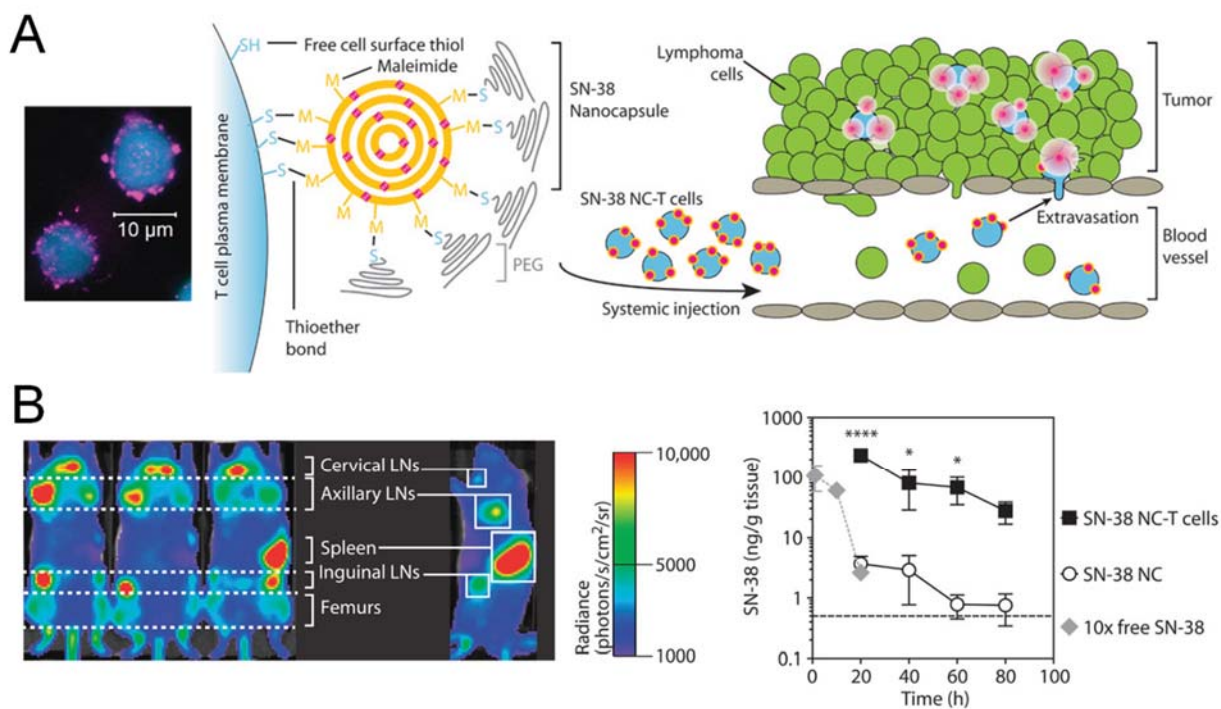 A
SH
Free cell surface thiol
Maleimide
M
M
S
M
S
M
S
M
M
M
M
M
M
M
S
S
S
S
S
S
SN-38
Nanocapsule
PEG
T cell plasma membrane
10 µm
Thioether
bond
SN-38 NC-T cells
Systemic injection
Lymphoma
cells
Tumor
Extravasation
Blood
vessel
B
Cervical LNs
Axillary LNs
Spleen
Inguinal LNs
Femurs
10,000
5000
1000
Radiance
(photons/s/cm²/sr)
SN-38 (ng/g tissue)
1000
100
10
1
0.1
****
*
*
0 20 40 60 80 100
Time (h)
SN-38 NC-T cells
SN-38 NC
10x free SN-38